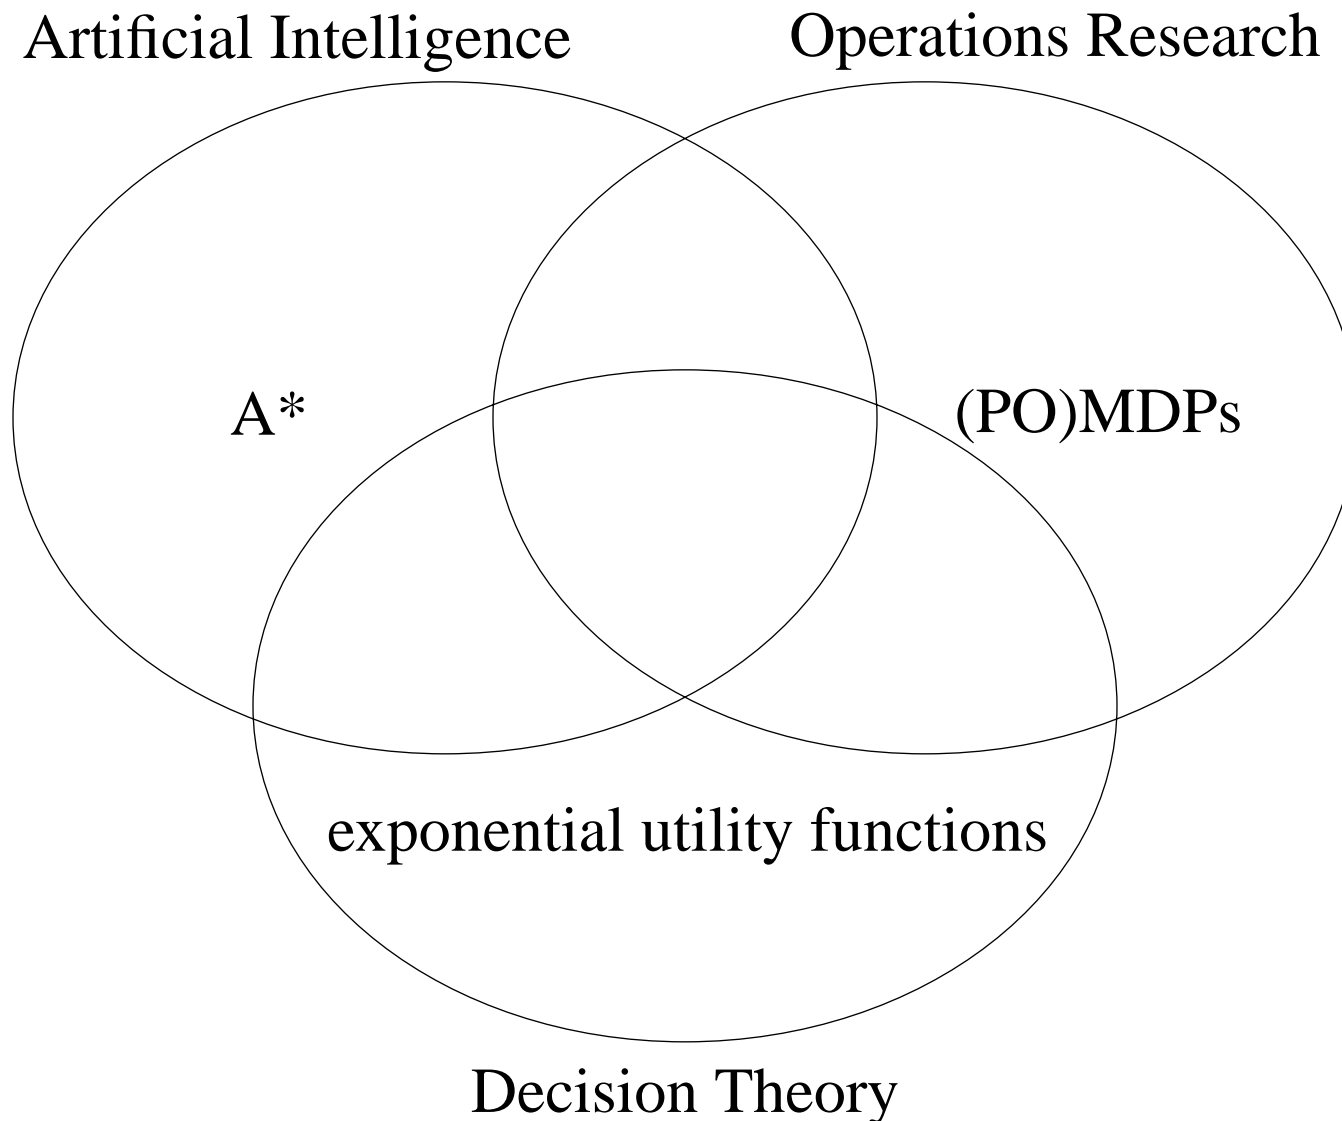 Artificial Intelligence
Operations Research
A*
(PO)MDPs
exponential utility functions
Decision Theory